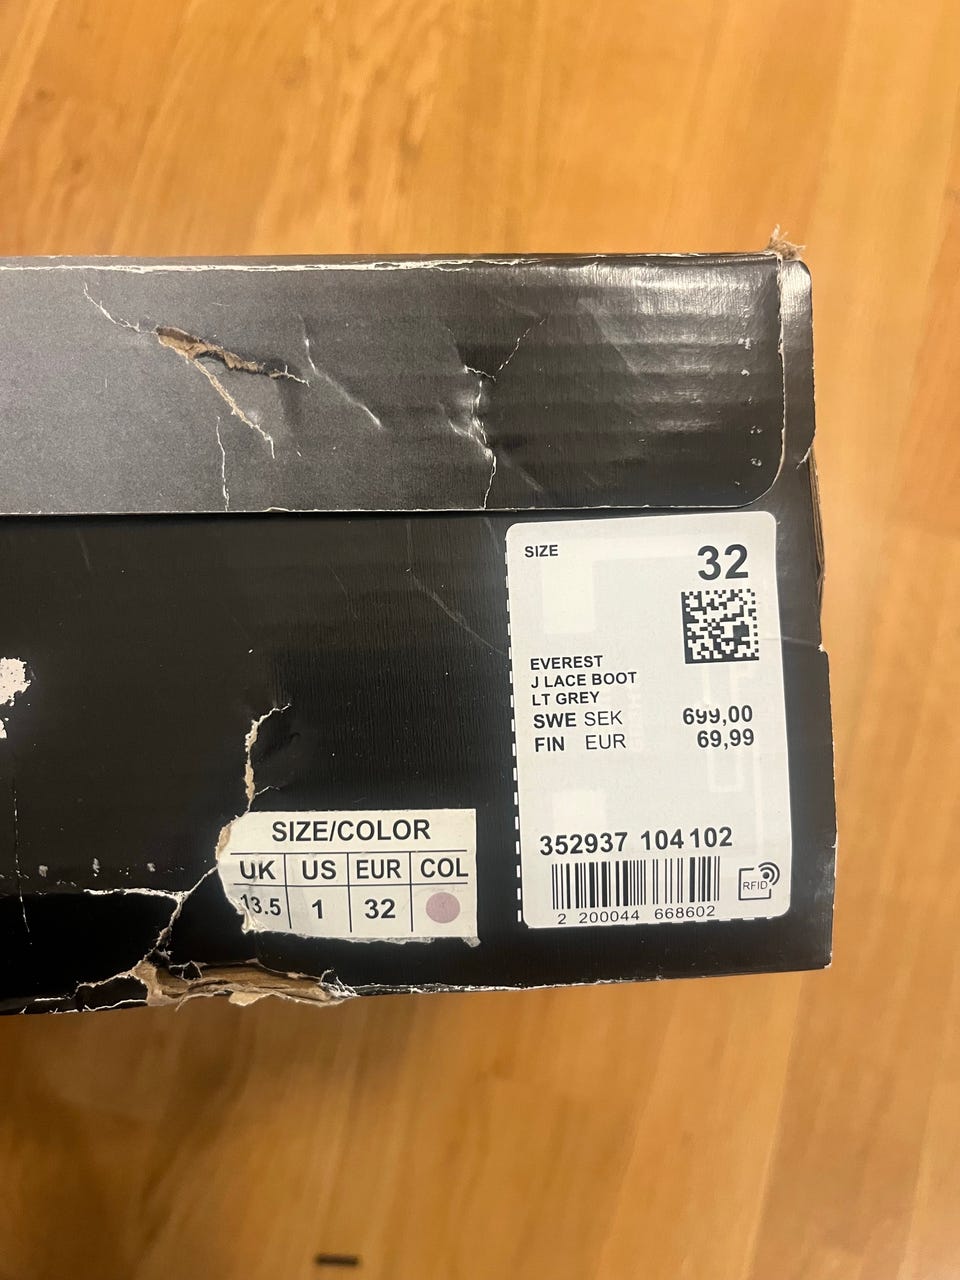 SIZE
32
EVEREST
J LACE BOOT
LT GREY
SWE SEK 699,00
FIN EUR 69,99
352937 104102
RFID
2 200044 668602
SIZE/COLOR
UK US EUR COL
13.5 1 32